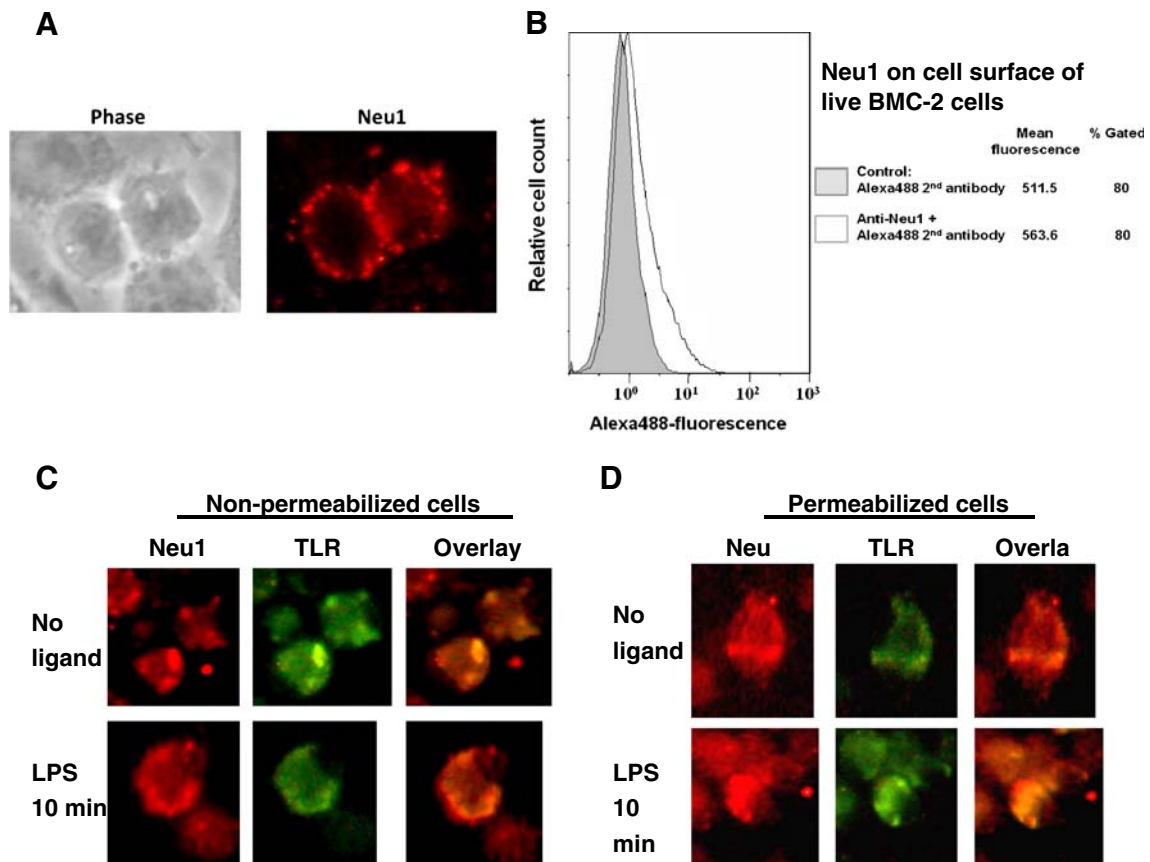 A
Phase
Neu1
B
Relative cell count
10⁰ 10¹ 10² 10³
Alexa488-fluorescence
Neu1 on cell surface of
live BMC-2 cells
Mean
fluorescence
% Gated
Control:
Alexa488 2nd antibody 511.5 80
Anti-Neu1 +
Alexa488 2nd antibody 563.6 80
C
Non-permeabilized cells
Neu1 TLR Overlay
No
ligand
LPS
10 min
D
Permeabilized cells
Neu TLR Overla
No
ligand
LPS
10
min